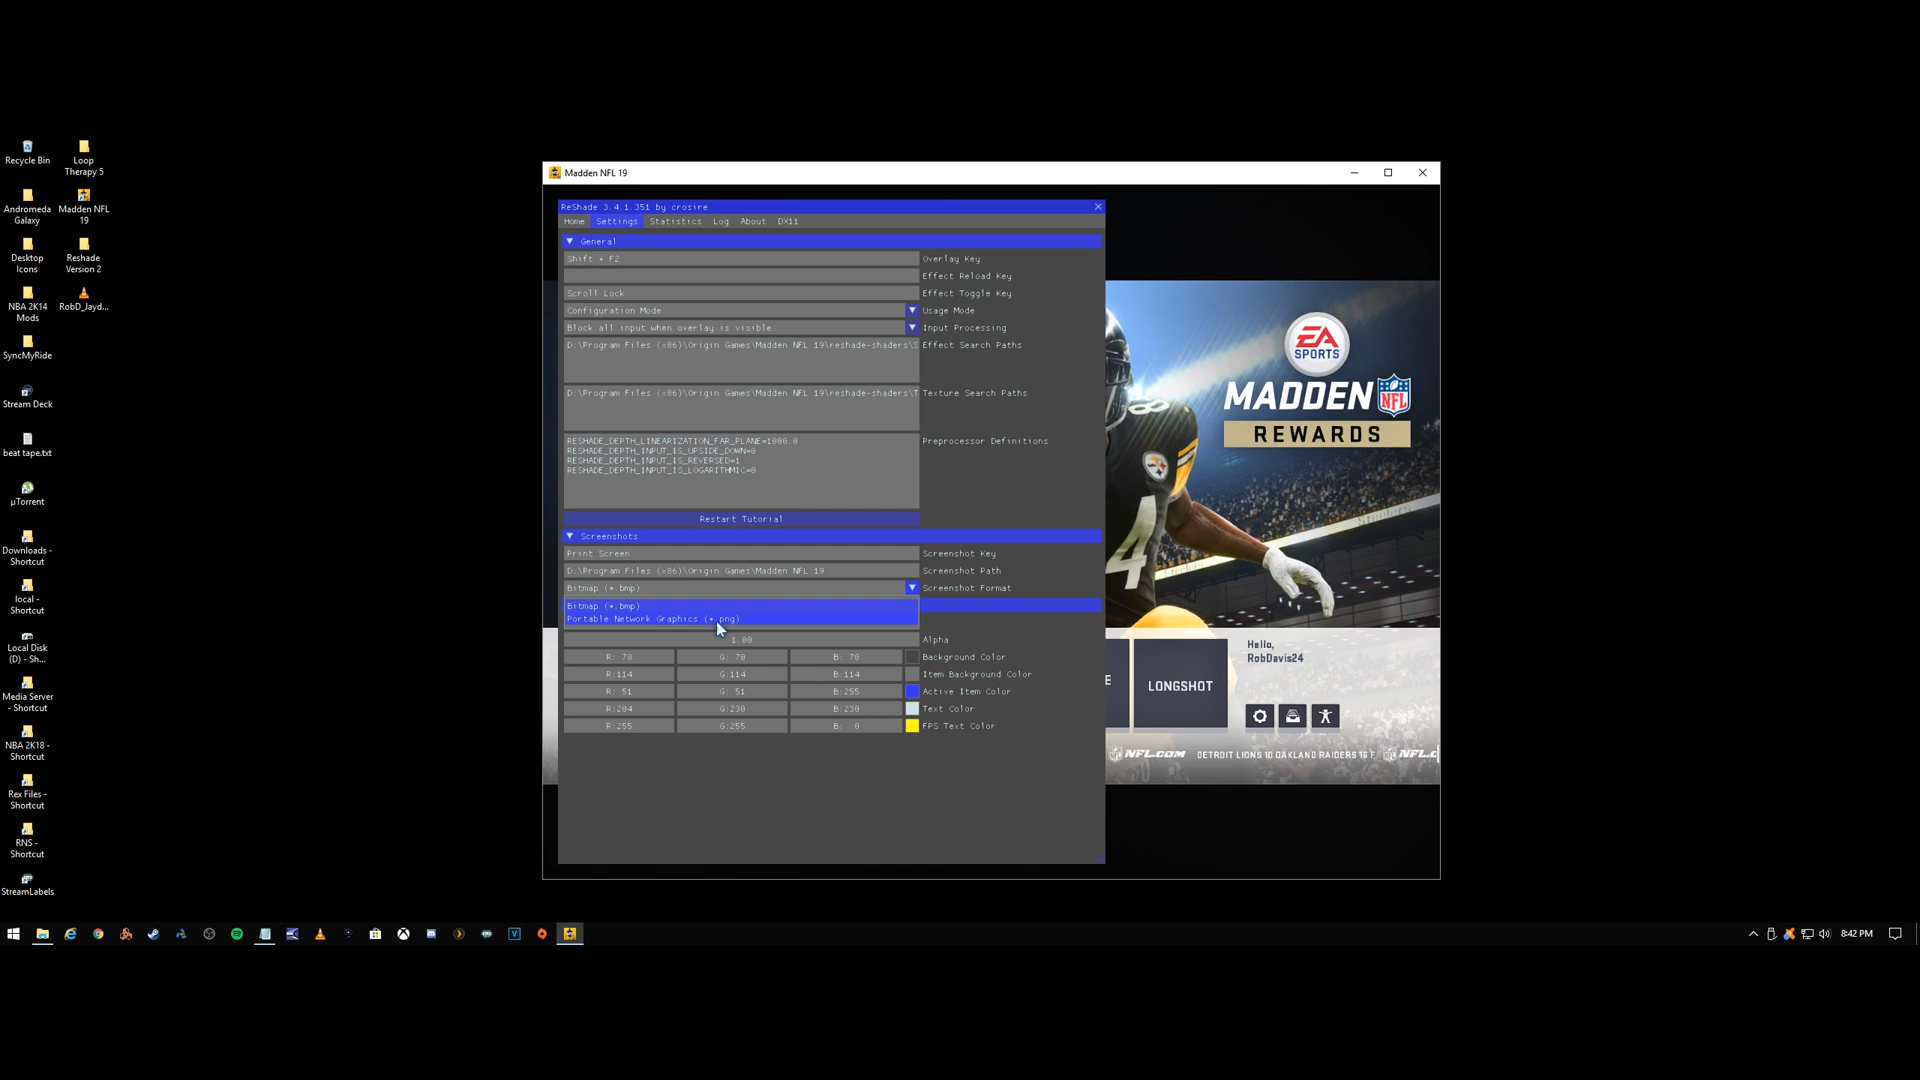 Recycle Bin
Loop
Therapy 5
Andromeda
Galaxy
Madden NFL
19
Desktop
Icons
Reshade
Version 2
NBA 2K14
Mods
RobD_Jayd...
SyncMyRide
Stream Deck
beat tape.txt
µTorrent
Downloads -
Shortcut
local -
Shortcut
Local Disk
(D) - Sh...
Media Server
- Shortcut
NBA 2K18 -
Shortcut
Rex Files -
Shortcut
RNS -
Shortcut
StreamLabels
Madden NFL 19
ReShade 3.4.1.351 by crosire
Home Settings Statistics Log About DX11
General
Shift + F2 Overlay Key
Effect Reload Key
Scroll Lock Effect Toggle Key
Configuration Mode Usage Mode
Block all input when overlay is visible Input Processing
D:\Program Files (x86)\Origin Games\Madden NFL 19\reshade-shaders\S Effect Search Paths
D:\Program Files (x86)\Origin Games\Madden NFL 19\reshade-shaders\T Texture Search Paths
RESHADE_DEPTH_LINEARIZATION_FAR_PLANE=1000.0 Preprocessor Definitions
RESHADE_DEPTH_INPUT_IS_UPSIDE_DOWN=0
RESHADE_DEPTH_INPUT_IS_REVERSED=1
RESHADE_DEPTH_INPUT_IS_LOGARITHMIC=0
Restart Tutorial
Screenshots
Print Screen Screenshot Key
D:\Program Files (x86)\Origin Games\Madden NFL 19 Screenshot Path
Bitmap (*.bmp) Screenshot Format
Bitmap (*.bmp)
Portable Network Graphics (*.png)
1.00 Alpha
R: 70 G: 70 B: 70 Background Color
R:114 G:114 B:114 Item Background Color
R: 51 G: 51 B:255 Active Item Color
R:204 G:230 B:230 Text Color
R:255 G:255 B: 0 FPS Text Color
EA
SPORTS
MADDEN NFL
REWARDS
Steelers
4
Hello,
RobDavis24
E
LONGSHOT
NFL.COM DETROIT LIONS 10 OAKLAND RAIDERS 16 F NFL.C
8:42 PM